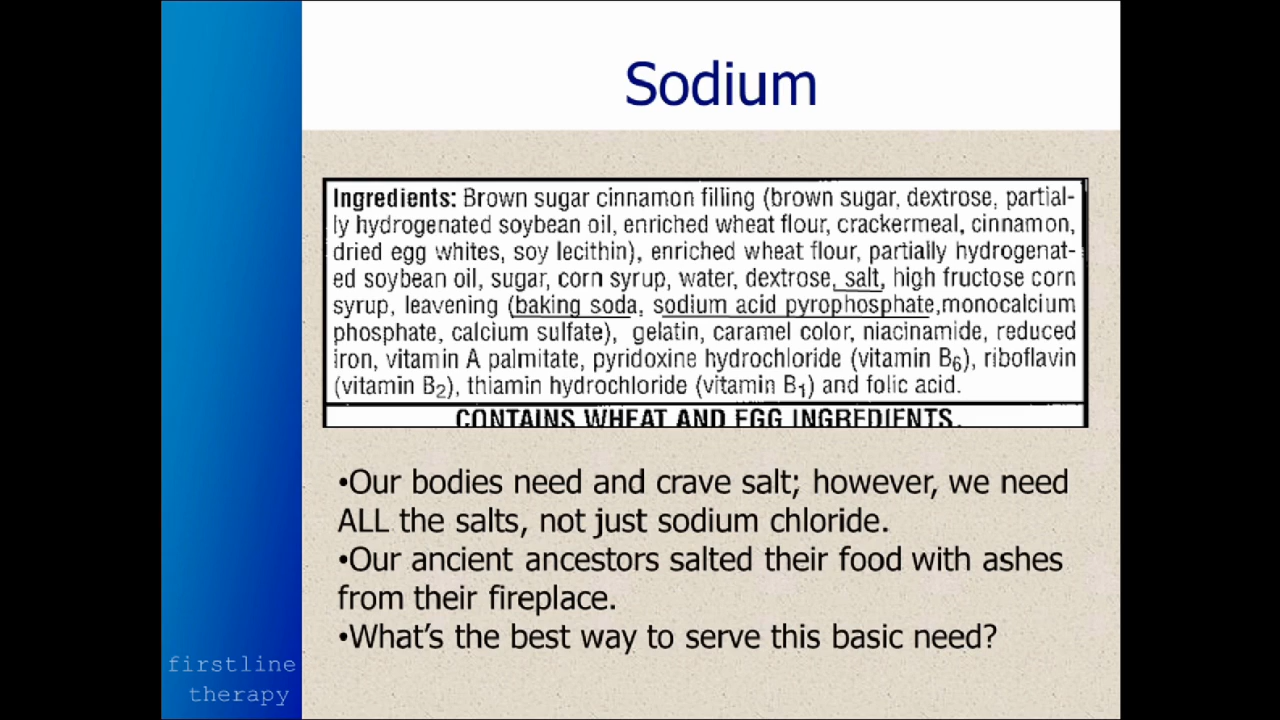 Sodium
Ingredients: Brown sugar cinnamon filling (brown sugar, dextrose, partial-
ly hydrogenated soybean oil, enriched wheat flour, crackermeal, cinnamon,
dried egg whites, soy lecithin), enriched wheat flour, partially hydrogenat-
ed soybean oil, sugar, corn syrup, water, dextrose, salt, high fructose corn
syrup, leavening (baking soda, sodium acid pyrophosphate,monocalcium
phosphate, calcium sulfate), gelatin, caramel color, niacinamide, reduced
iron, vitamin A palmitate, pyridoxine hydrochloride (vitamin B6), riboflavin
(vitamin B2), thiamin hydrochloride (vitamin B1) and folic acid.
CONTAINS WHEAT AND EGG INGREDIENTS.
•Our bodies need and crave salt; however, we need
ALL the salts, not just sodium chloride.
•Our ancient ancestors salted their food with ashes
from their fireplace.
•What's the best way to serve this basic need?
firstline
therapy